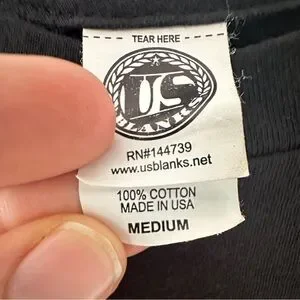 - TEAR HERE -
US
BLANKS
RN#144739
www.usblanks.net
100% COTTON
MADE IN USA
MEDIUM